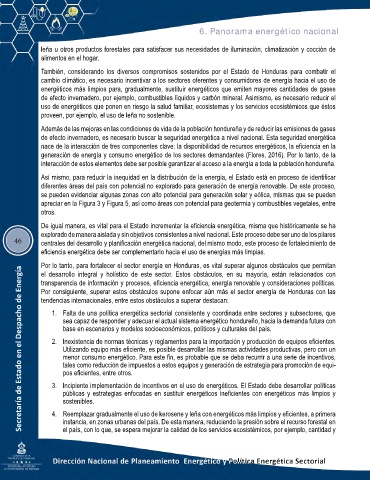 6. Panorama energético nacional
leña u otros productos forestales para satisfacer sus necesidades de iluminación, climatización y cocción de
alimentos en el hogar.
También, considerando los diversos compromisos sostenidos por el Estado de Honduras para combatir el
cambio climático, es necesario incentivar a los sectores oferentes y consumidores de energía hacia el uso de
energéticos más limpios para, gradualmente, sustituir energéticos que emiten mayores cantidades de gases
de efecto invernadero, por ejemplo, combustibles líquidos y carbón mineral. Asimismo, es necesario reducir el
uso de energéticos que ponen en riesgo la salud familiar, ecosistemas y los servicios ecosistémicos que éstos
proveen, por ejemplo, el uso de leña no sostenible.
Además de las mejoras en las condiciones de vida de la población hondureña y de reducir las emisiones de gases
de efecto invernadero, es necesario buscar la seguridad energética a nivel nacional. Esta seguridad energética
nace de la interacción de tres componentes clave: la disponibilidad de recursos energéticos, la eficiencia en la
generación de energía y consumo energético de los sectores demandantes (Flores, 2016). Por lo tanto, de la
interacción de estos elementos debe ser posible garantizar el acceso a la energía a toda la población hondureña.
Así mismo, para reducir la inequidad en la distribución de la energía, el Estado está en proceso de identificar
diferentes áreas del país con potencial no explorado para generación de energía renovable. De este proceso,
se pueden evidenciar algunas zonas con alto potencial para generación solar y eólica, mismas que se pueden
apreciar en la Figura 3 y Figura 5, así como áreas con potencial para geotermia y combustibles vegetales, entre
otros.
De igual manera, es vital para el Estado incrementar la eficiencia energética, misma que históricamente se ha
explorado de manera aislada y sin objetivos consistentes a nivel nacional. Este proceso debe ser uno de los pilares
centrales del desarrollo y planificación energética nacional, del mismo modo, este proceso de fortalecimiento de
eficiencia energética debe ser complementario hacia el uso de energías más limpias.
46
Por lo tanto, para fortalecer el sector energía en Honduras, es vital superar algunos obstáculos que permitan
el desarrollo integral y holístico de este sector. Estos obstáculos, en su mayoría, están relacionados con
transparencia de información y procesos, eficiencia energética, energía renovable y consideraciones políticas.
Por consiguiente, superar estos obstáculos supone enfocar aún más el sector energía de Honduras con las
tendencias internacionales, entre estos obstáculos a superar destacan:
1. Falta de una política energética sectorial consistente y coordinada entre sectores y subsectores, que
sea capaz de responder y adecuar el actual sistema energético hondureño, hacia la demanda futura con
base en escenarios y modelos socioeconómicos, políticos y culturales del país.
2. Inexistencia de normas técnicas y reglamentos para la importación y producción de equipos eficientes.
Utilizando equipo más eficiente, es posible desarrollar las mismas actividades productivas, pero con un
menor consumo energético. Para este fin, es probable que se deba recurrir a una serie de incentivos,
tales como reducción de impuestos a estos equipos y generación de estrategia para promoción de equi-
pos eficientes, entre otros.
3. Incipiente implementación de incentivos en el uso de energéticos. El Estado debe desarrollar políticas
públicas y estrategias enfocadas en sustituir energéticos ineficientes con energéticos más limpios y
sostenibles.
4. Reemplazar gradualmente el uso de kerosene y leña con energéticos más limpios y eficientes, a primera
instancia, en zonas urbanas del país. De esta manera, reduciendo la presión sobre el recurso forestal en
el país, con lo que, se espera mejorar la calidad de los servicios ecosistémicos, por ejemplo, cantidad y
Secretaría de Estado en el Despacho de Energía
Dirección Nacional de Planeamiento Energético y Política Energética Sectorial